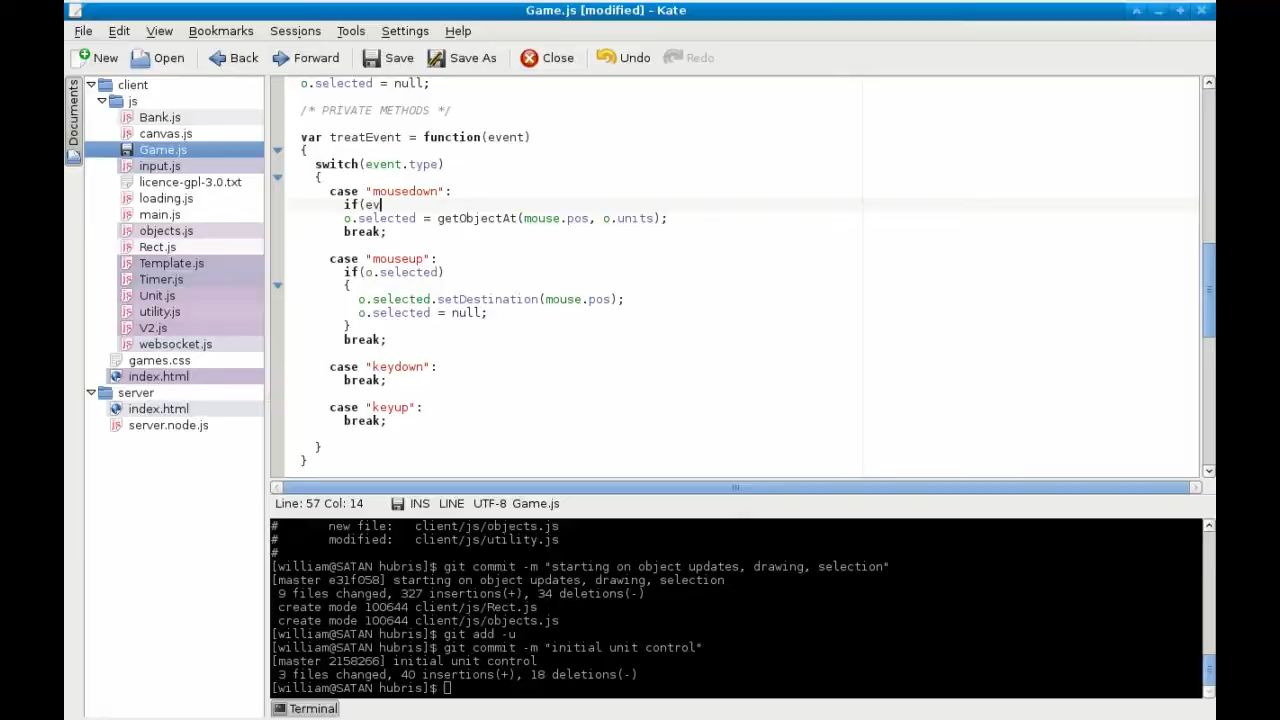 Game.js [modified] - Kate
File Edit View Bookmarks Sessions Tools Settings Help
New Open Back Forward Save Save As Close Undo Redo
Documents
client
js
Bank.js
canvas.js
Game.js
input.js
licence-gpl-3.0.txt
loading.js
main.js
objects.js
Rect.js
Template.js
Timer.js
Unit.js
utility.js
V2.js
websocket.js
games.css
index.html
server
index.html
server.node.js
o.selected = null;
/* PRIVATE METHODS */
var treatEvent = function(event)
{
switch(event.type)
{
case "mousedown":
if(ev
o.selected = getObjectAt(mouse.pos, o.units);
break;
case "mouseup":
if(o.selected)
{
o.selected.setDestination(mouse.pos);
o.selected = null;
}
break;
case "keydown":
break;
case "keyup":
break;
}
}
Line: 57 Col: 14 INS LINE UTF-8 Game.js
# new file: client/js/objects.js
# modified: client/js/utility.js
#
[william@SATAN hubris]$ git commit -m "starting on object updates, drawing, selection"
[master e31f058] starting on object updates, drawing, selection
9 files changed, 327 insertions(+), 34 deletions(-)
create mode 100644 client/js/Rect.js
create mode 100644 client/js/objects.js
[william@SATAN hubris]$ git add -u
[william@SATAN hubris]$ git commit -m "initial unit control"
[master 2158266] initial unit control
3 files changed, 40 insertions(+), 18 deletions(-)
[william@SATAN hubris]$
Terminal